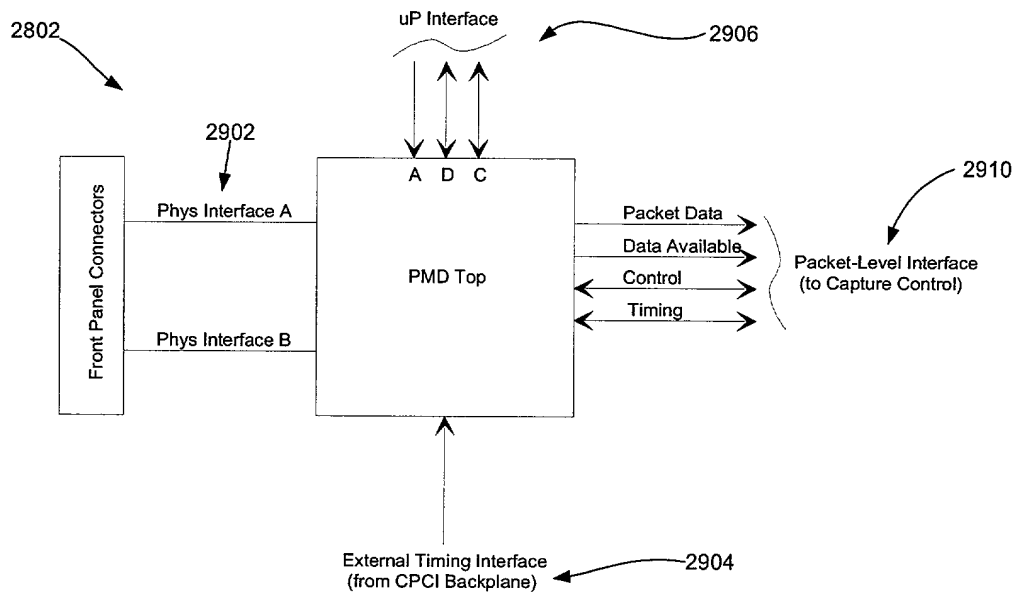 uP Interface
2802
2906
2902
A D C
2910
Phys Interface A
Packet Data
Data Available
Packet-Level Interface
(to Capture Control)
Front Panel Connectors
PMD Top
Control
Timing
Phys Interface B
External Timing Interface
(from CPCI Backplane)
2904